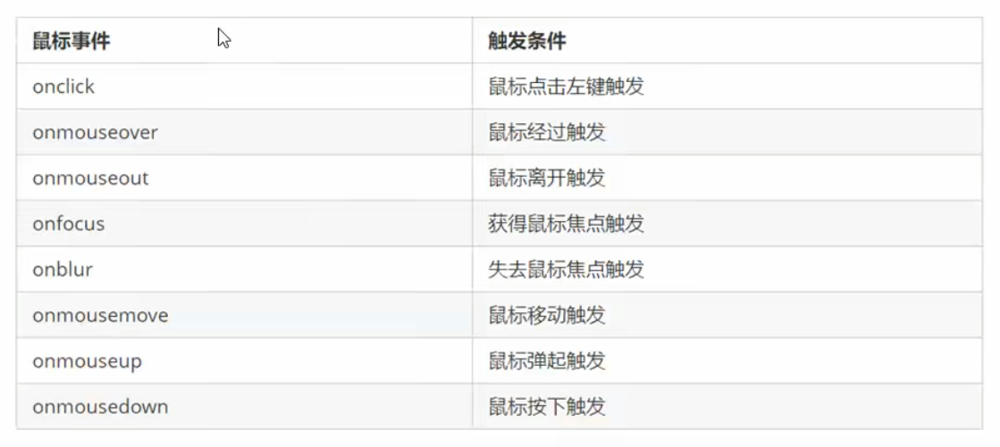 鼠标事件 触发条件
onclick 鼠标点击左键触发
onmouseover 鼠标经过触发
onmouseout 鼠标离开触发
onfocus 获得鼠标焦点触发
onblur 失去鼠标焦点触发
onmousemove 鼠标移动触发
onmouseup 鼠标弹起触发
onmousedown 鼠标按下触发